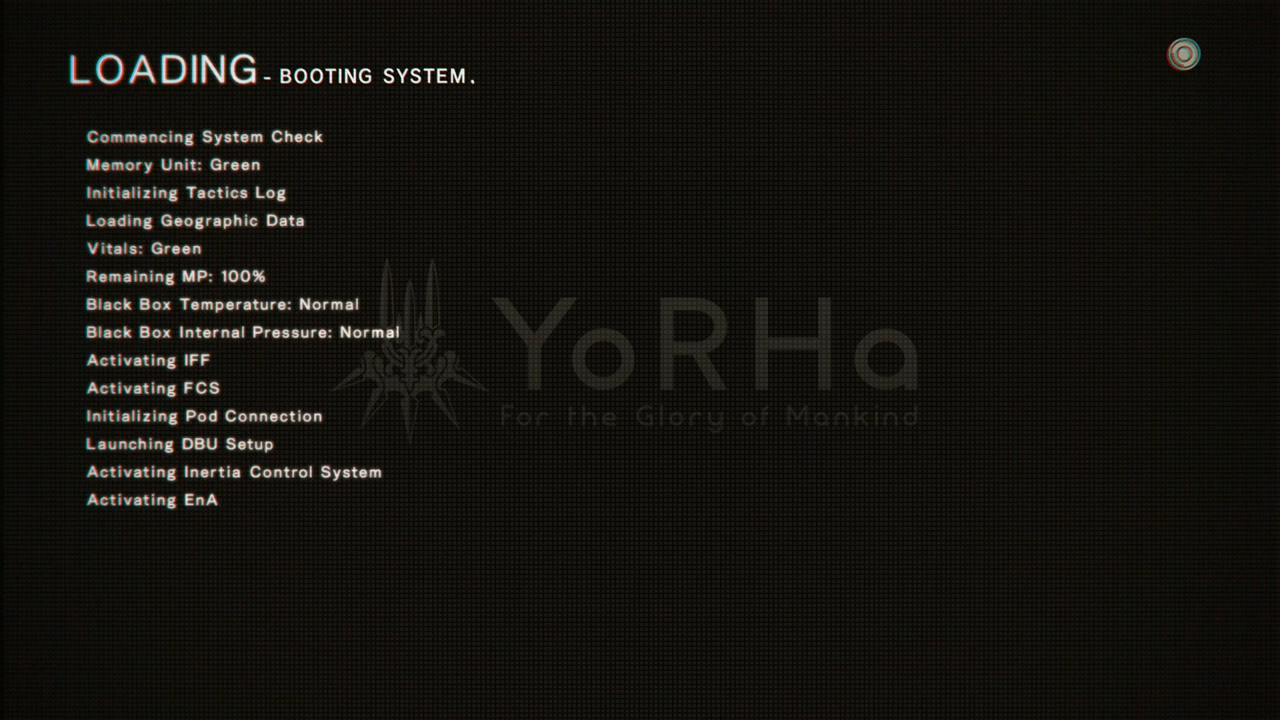 LOADING - BOOTING SYSTEM.
Commencing System Check
Memory Unit: Green
Initializing Tactics Log
Loading Geographic Data
Vitals: Green
Remaining MP: 100%
Black Box Temperature: Normal
Black Box Internal Pressure: Normal
Activating IFF
Activating FCS
Initializing Pod Connection
Launching DBU Setup
Activating Inertia Control System
Activating EnA
YoRHa
For the Glory of Mankind